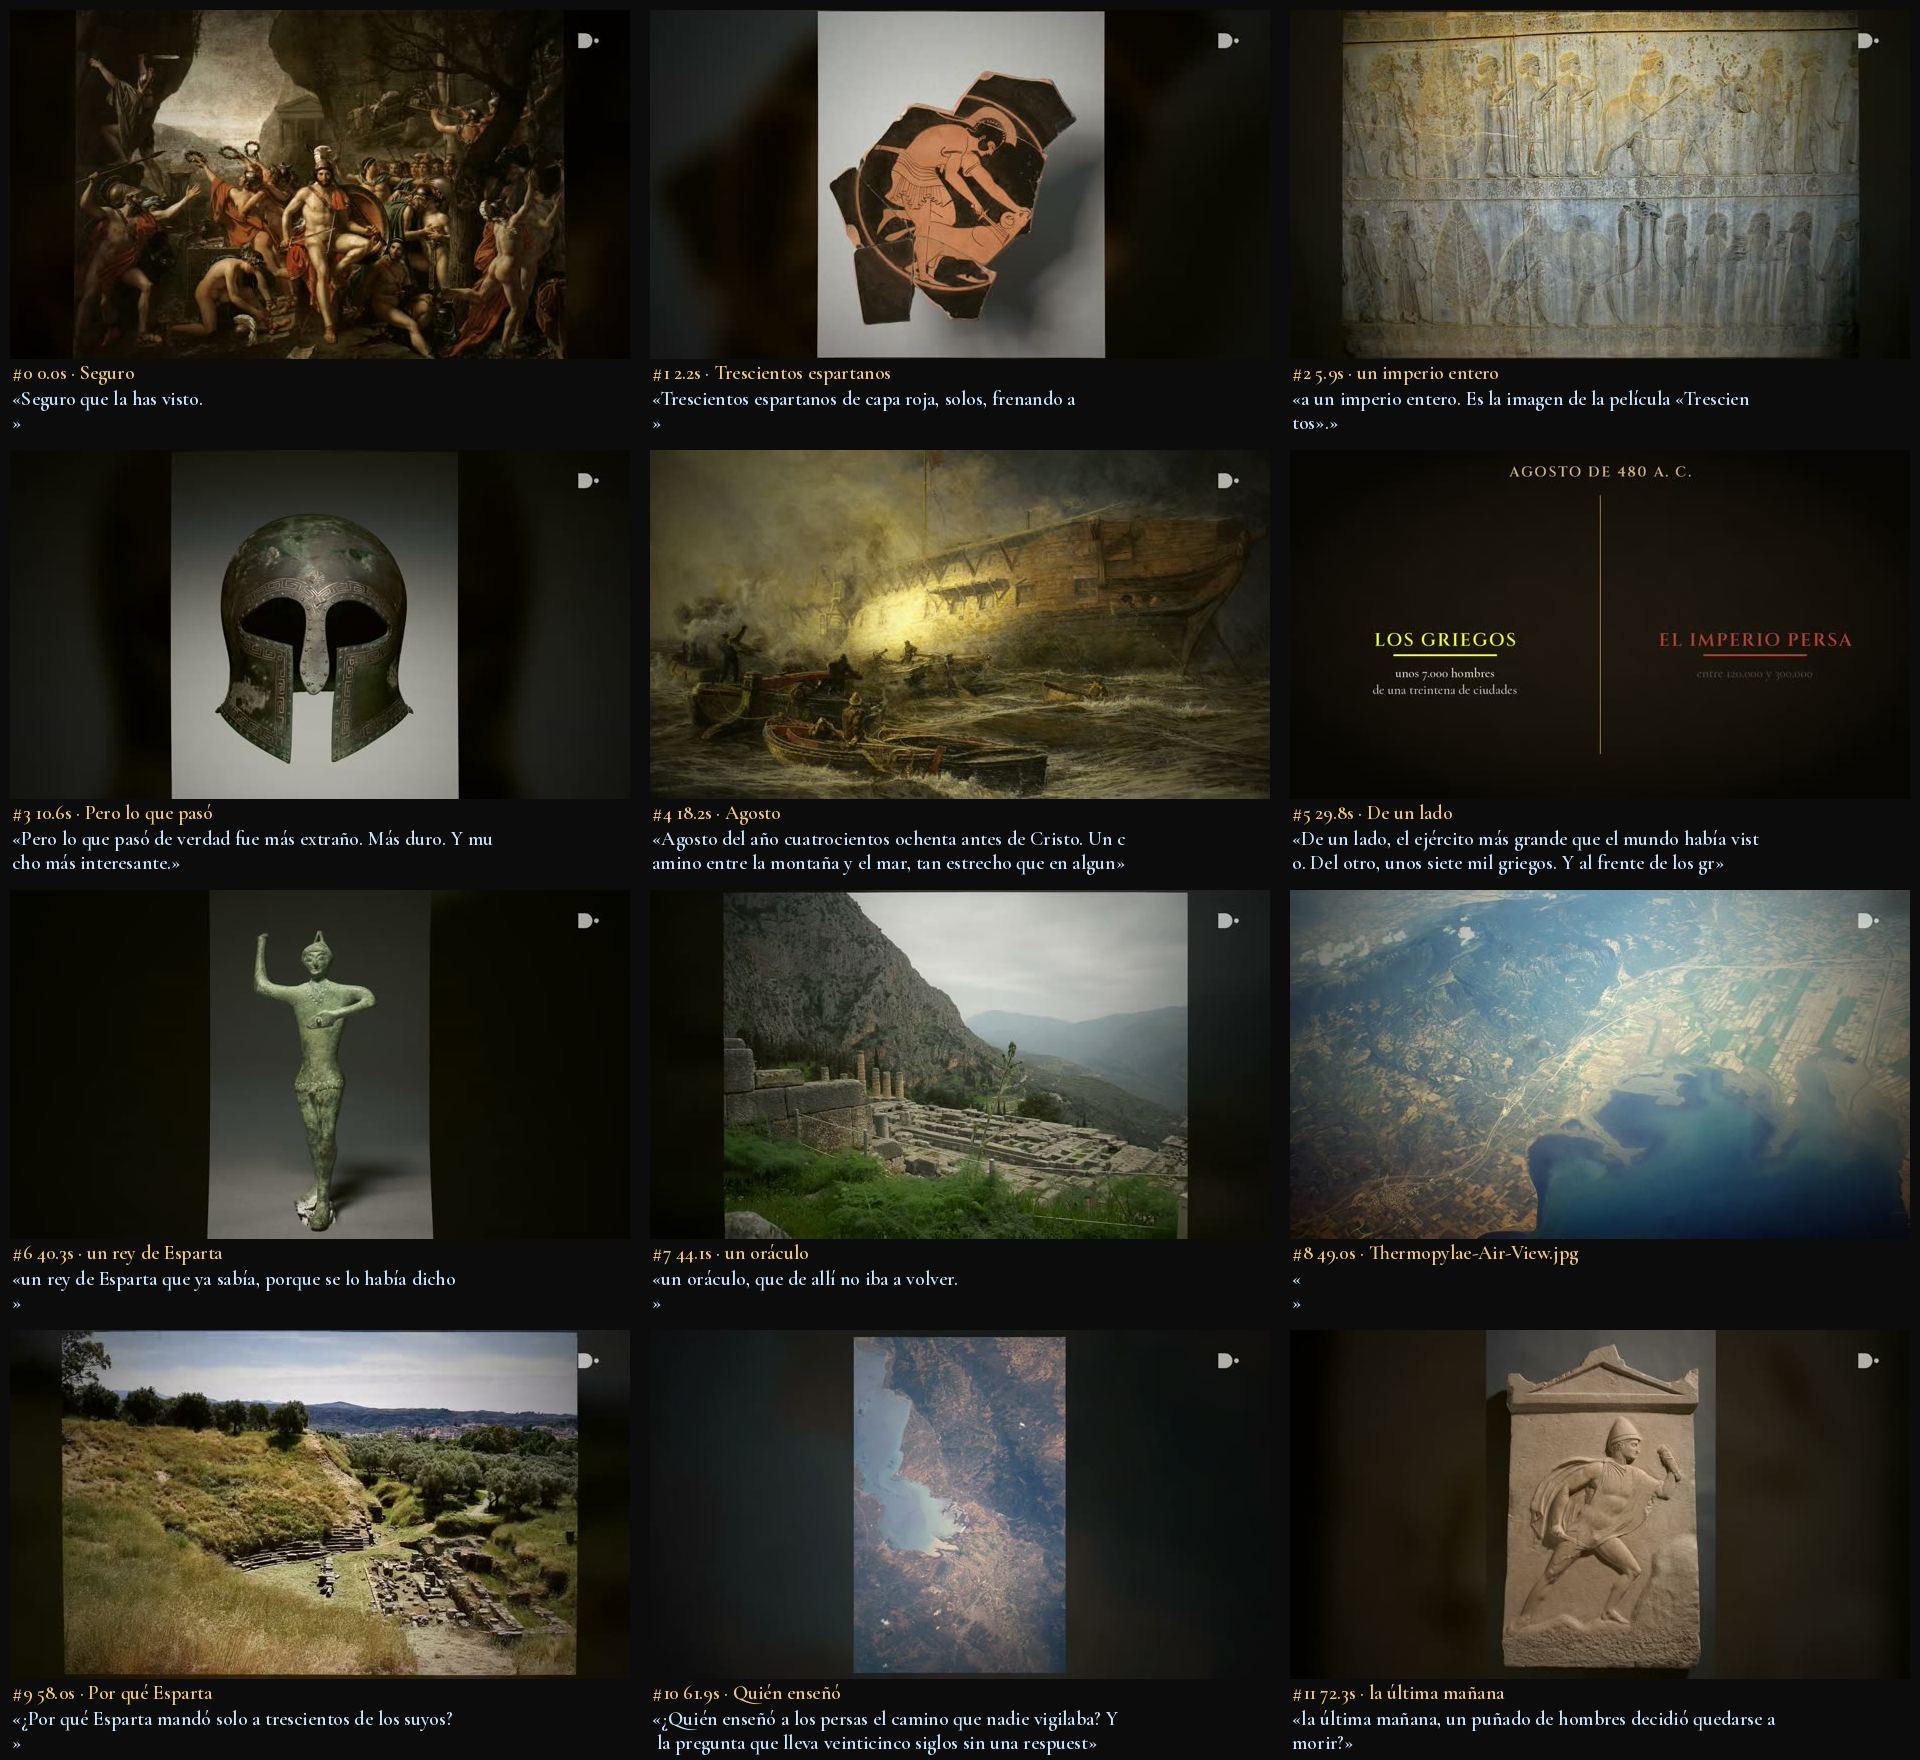 #0 0.0s · Seguro
«Seguro que la has visto.
»
#1 2.2s · Trescientos espartanos
«Trescientos espartanos de capa roja, solos, frenando a
»
#2 5.9s · un imperio entero
«a un imperio entero. Es la imagen de la película «Trescien
tos».»
#3 10.6s · Pero lo que pasó
«Pero lo que pasó de verdad fue más extraño. Más duro. Y mu
cho más interesante.»
#4 18.2s · Agosto
«Agosto del año cuatrocientos ochenta antes de Cristo. Un c
amino entre la montaña y el mar, tan estrecho que en algun»
AGOSTO DE 480 A. C.
LOS GRIEGOS
unos 7.000 hombres
de una treintena de ciudades
EL IMPERIO PERSA
entre 120.000 y 300.000
#5 29.8s · De un lado
«De un lado, el ejército más grande que el mundo había vist
o. Del otro, unos siete mil griegos. Y al frente de los gr»
#6 40.3s · un rey de Esparta
«un rey de Esparta que ya sabía, porque se lo había dicho
»
#7 44.1s · un oráculo
«un oráculo, que de allí no iba a volver.
»
#8 49.0s · Thermopylae-Air-View.jpg
«
»
#9 58.0s · Por qué Esparta
«¿Por qué Esparta mandó solo a trescientos de los suyos?
»
#10 61.9s · Quién enseñó
«¿Quién enseñó a los persas el camino que nadie vigilaba? Y
la pregunta que lleva veinticinco siglos sin una respuest»
#11 72.3s · la última mañana
«la última mañana, un puñado de hombres decidió quedarse a
morir?»